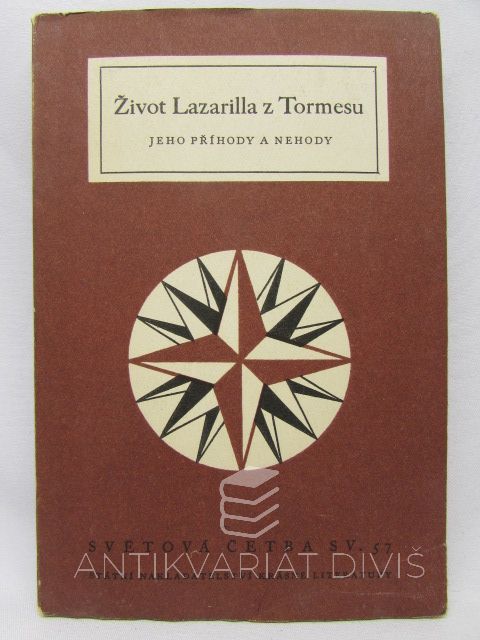 Život Lazarilla z Tormesu
JEHO PŘÍHODY A NEHODY
SVĚTOVÁ ČETBA SV. 57
ANTIKVARIÁT DIVIŠ
STÁTNÍ NAKLADATELSTVÍ KRÁSNÉ LITERATURY